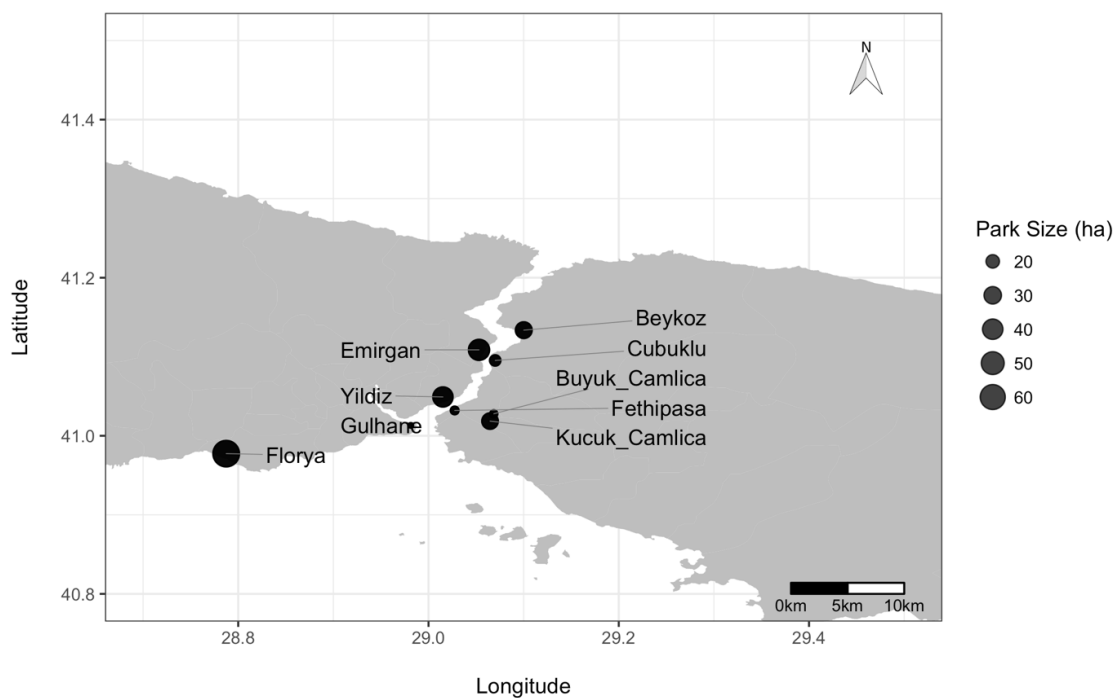 N
41.4
41.2
41.0
40.8
Latitude
Beykoz
Emirgan
Cubuklu
Buyuk_Camlica
Yildiz
Fethipasa
Gulhane
Kucuk_Camlica
Florya
0km 5km 10km
28.8 29.0 29.2 29.4
Longitude
Park Size (ha)
20
30
40
50
60